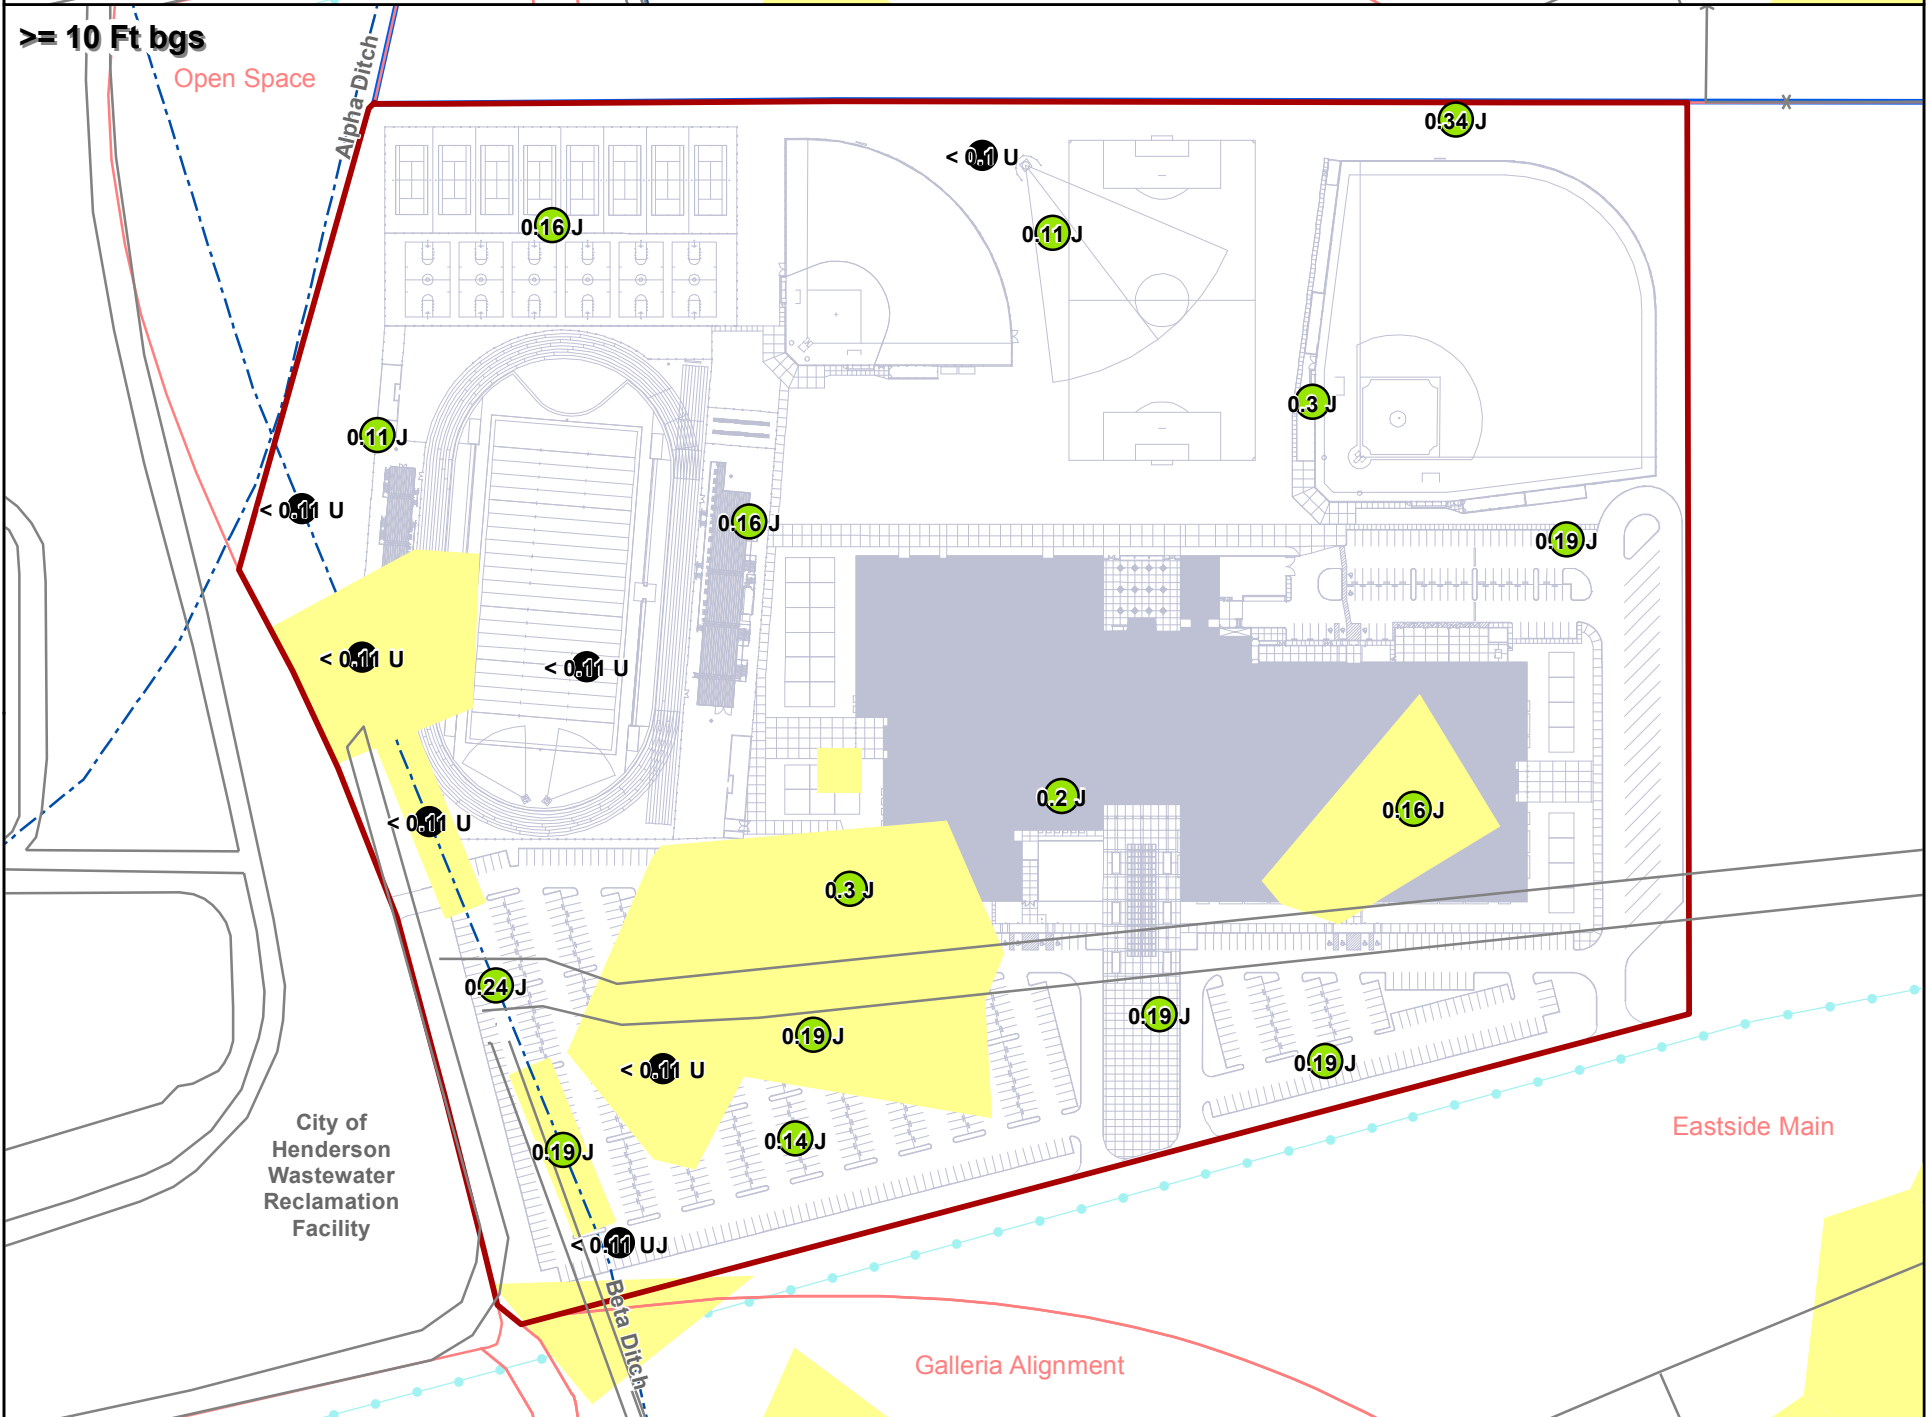 >= 10 Ft bgs
Open Space
Alpha Ditch
0.34 J
< 0.1 U
0.16 J
0.11 J
0.3 J
0.11 J
< 0.11 U
0.16 J
0.19 J
< 0.11 U
< 0.11 U
0.2 J
0.16 J
< 0.11 U
0.3 J
0.24 J
0.19 J
0.19 J
< 0.11 U
0.19 J
0.14 J
0.19 J
City of
Henderson
Wastewater
Reclamation
Facility
Eastside Main
< 0.11 UJ
Beta Ditch
Galleria Alignment
x